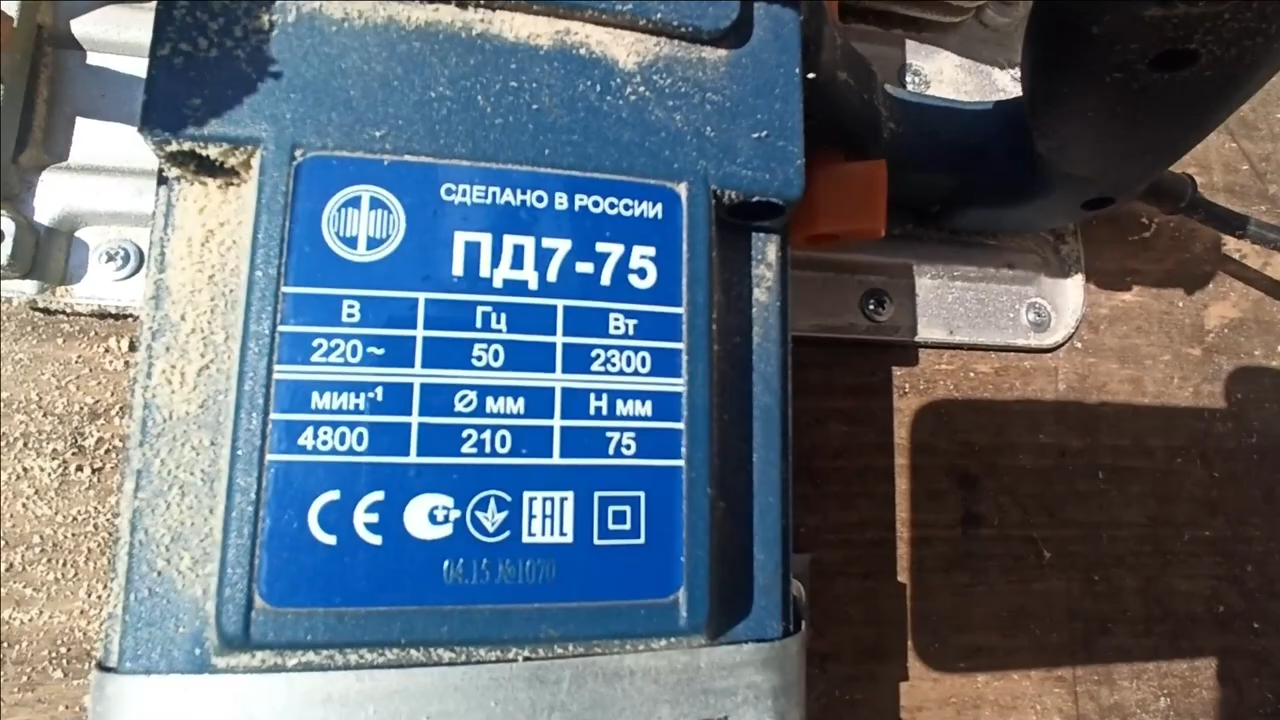 СДЕЛАНО В РОССИИ
ПД7-75
В Гц Вт
220~ 50 2300
мин-1 Ø мм Н мм
4800 210 75
CE EAC
04.15 №1070